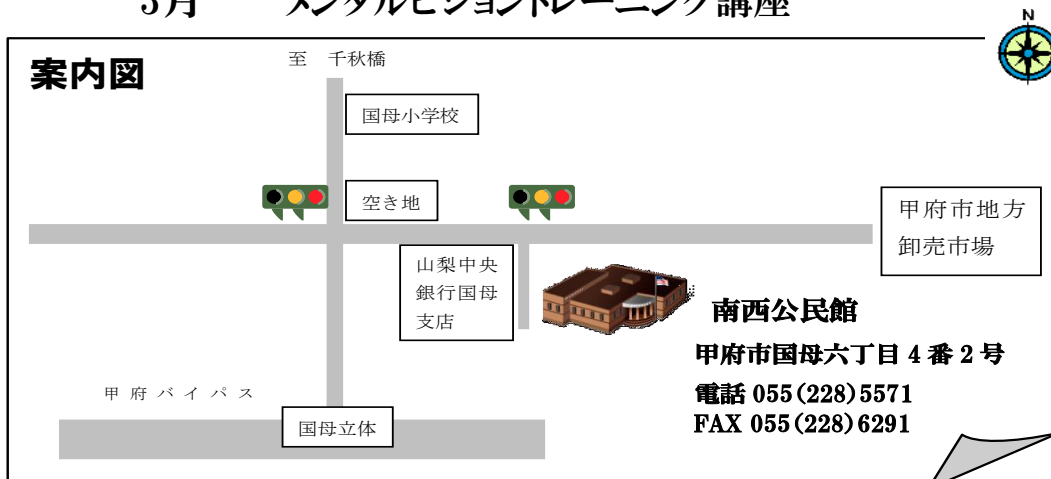 3月 メンタルビジョントレーニング講座
N
案内図
至 千秋橋
国母小学校
空き地
甲府市地方
卸売市場
山梨中央
銀行国母
支店
南西公民館
甲府市国母六丁目4番2号
電話 055(228)5571
FAX 055(228)6291
甲府バイパス
国母立体